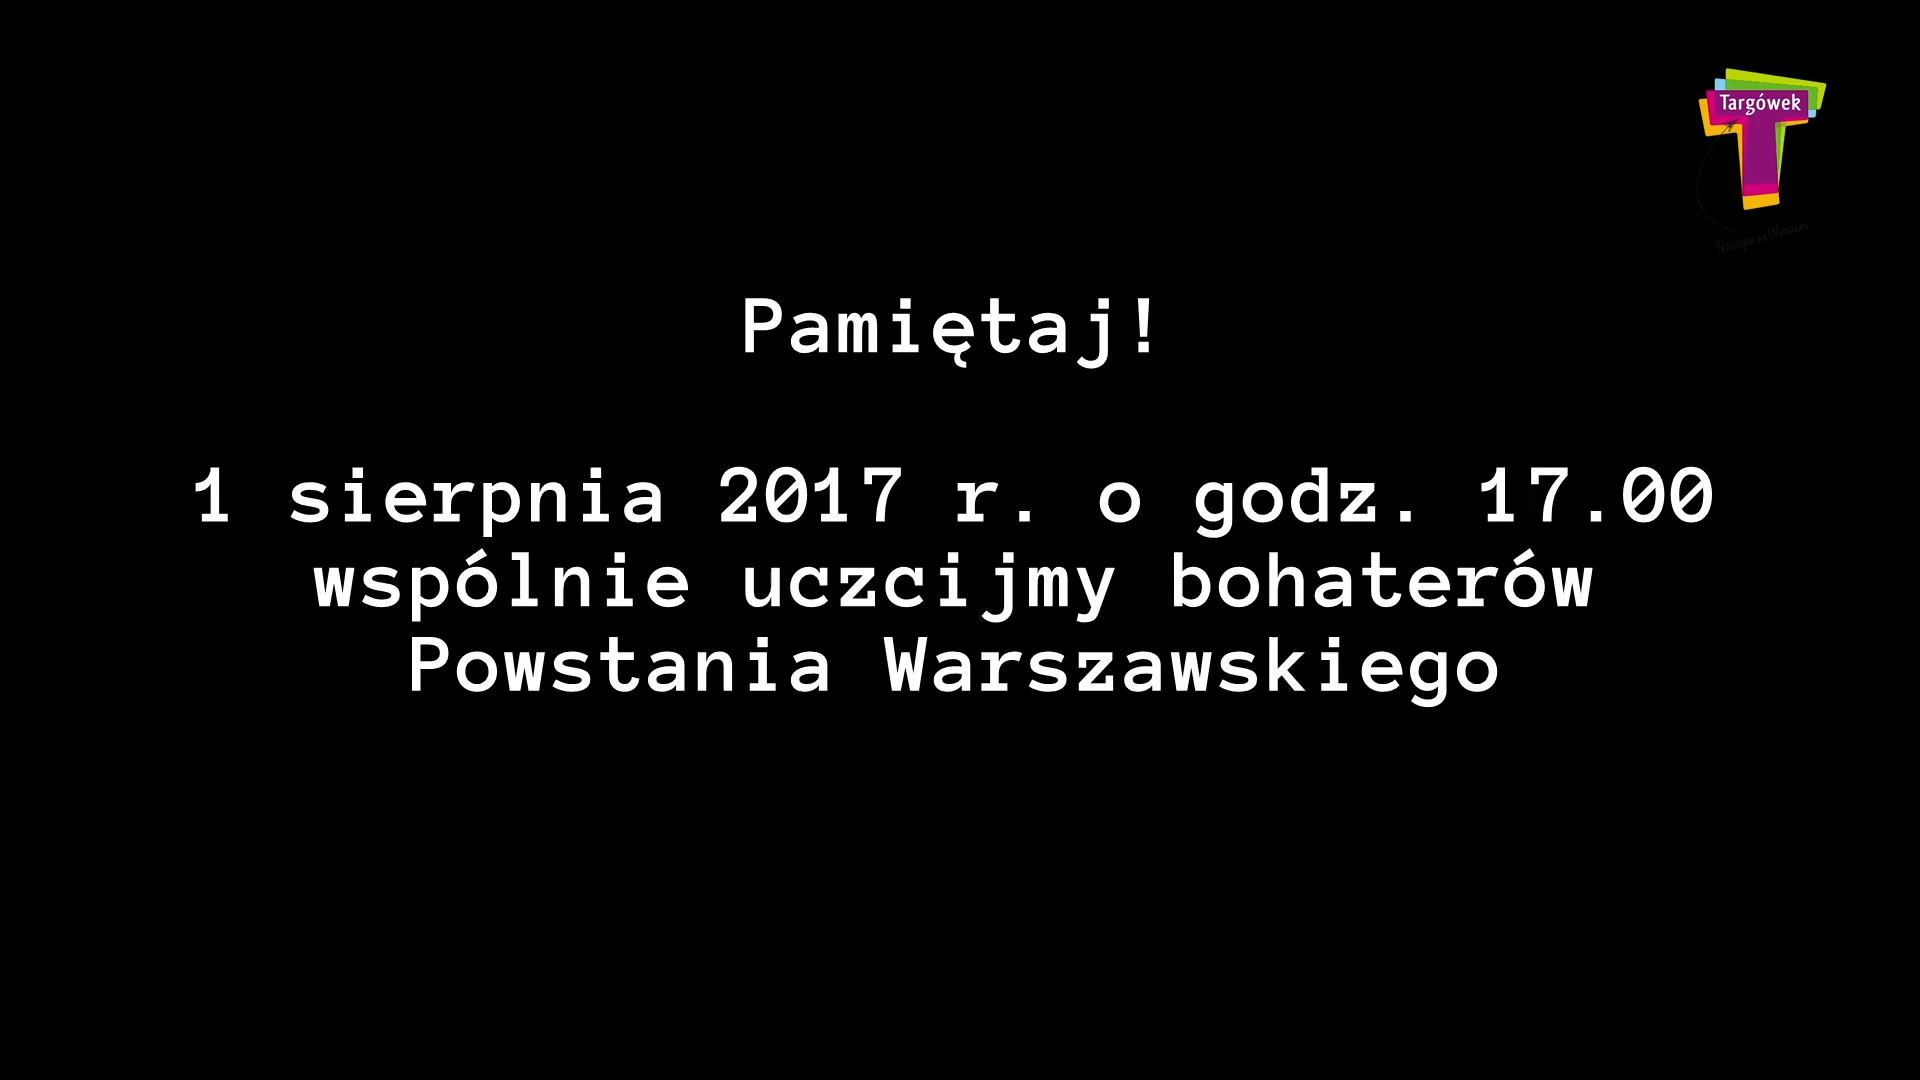 Targówek
Pamiętaj!
1 sierpnia 2017 r. o godz. 17.00
wspólnie uczcijmy bohaterów
Powstania Warszawskiego